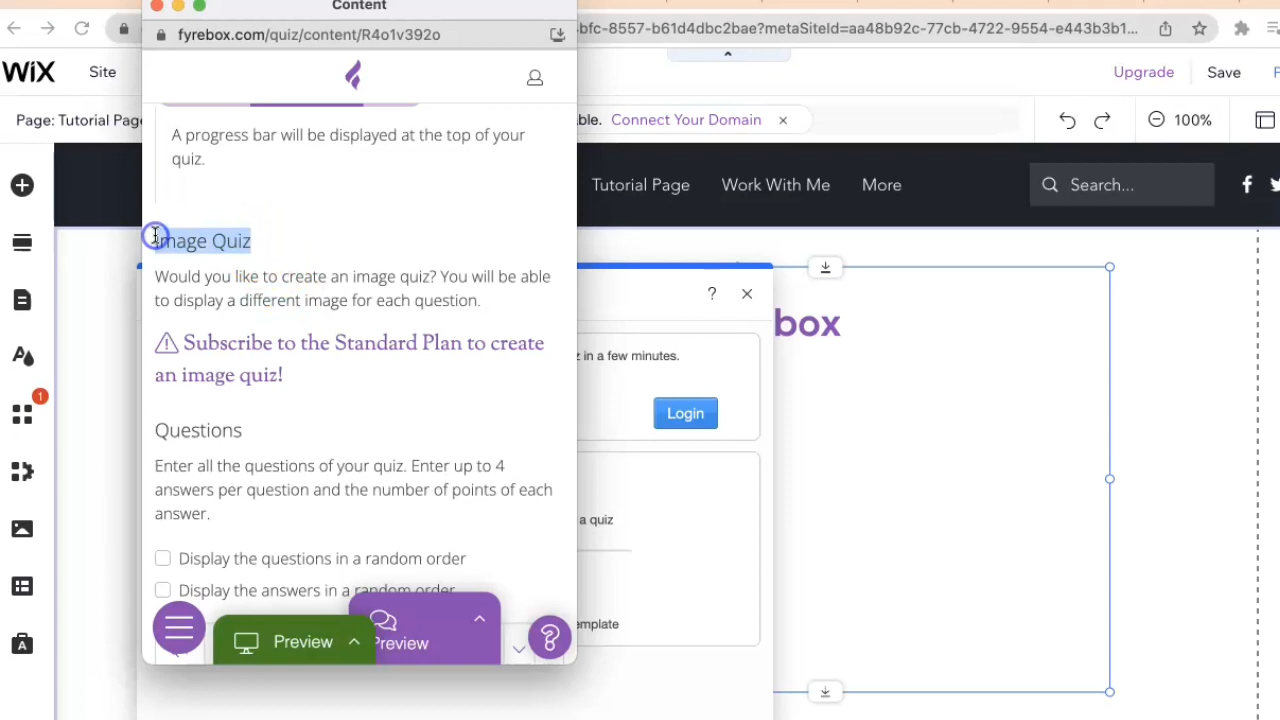 Content
fyrebox.com/quiz/content/R4o1v392o
bfc-8557-b61d4dbc2bae?metaSiteId=aa48b92c-77cb-4722-9554-e443b3b1...
WiX
Site
Upgrade
Save
Page: Tutorial Page
Connect Your Domain
100%
A progress bar will be displayed at the top of your
quiz.
Tutorial Page
Work With Me
More
Search...
Image Quiz
Would you like to create an image quiz? You will be able
to display a different image for each question.
Subscribe to the Standard Plan to create
an image quiz!
? ×
box
z in a few minutes.
1
Login
Questions
Enter all the questions of your quiz. Enter up to 4
answers per question and the number of points of each
answer.
a quiz
Display the questions in a random order
Display the answers in a random order
emplate
Preview
Preview
?
A